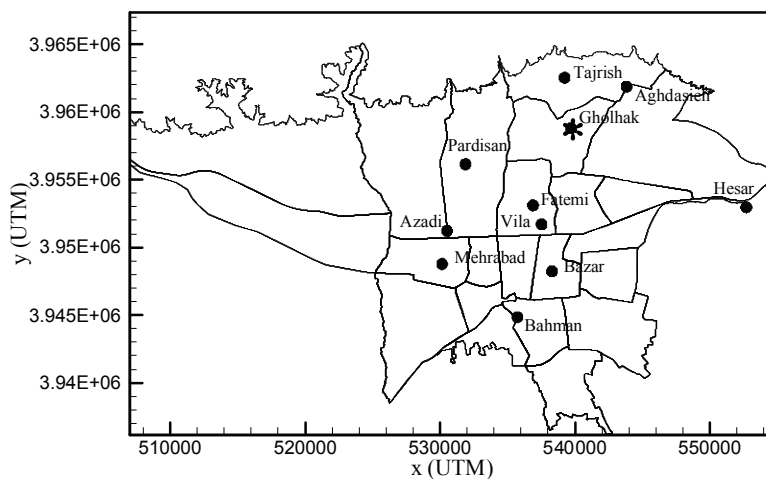 3.965E+06
3.96E+06
3.955E+06
3.95E+06
3.945E+06
3.94E+06
y (UTM)
Tajrish
Aghdasieh
Gholhak
Pardisan
Hesar
Fatemi
Azadi
Vila
Mehrabad
Bazar
Bahman
510000 520000 530000 540000 550000
x (UTM)